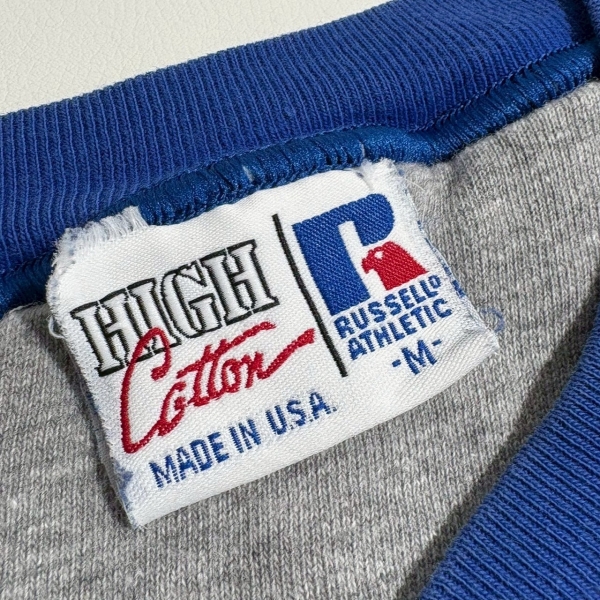 HIGH
Cotton
MADE IN U.S.A.
R
RUSSELL®
ATHLETIC
-M-